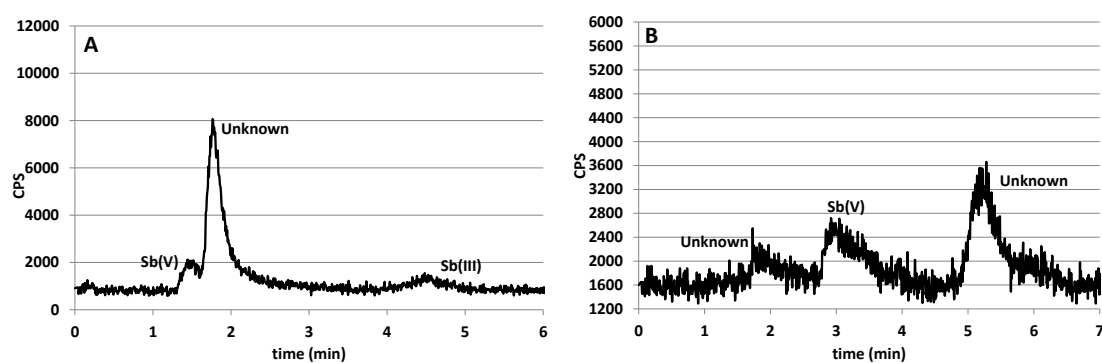 A
12000
10000
8000
6000
4000
2000
0
CPS
Unknown
Sb(V)
Sb(III)
0 1 2 3 4 5 6
time (min)
B
6000
5600
5200
4800
4400
4000
3600
3200
2800
2400
2000
1600
1200
CPS
Unknown
Sb(V)
Unknown
0 1 2 3 4 5 6 7
time (min)